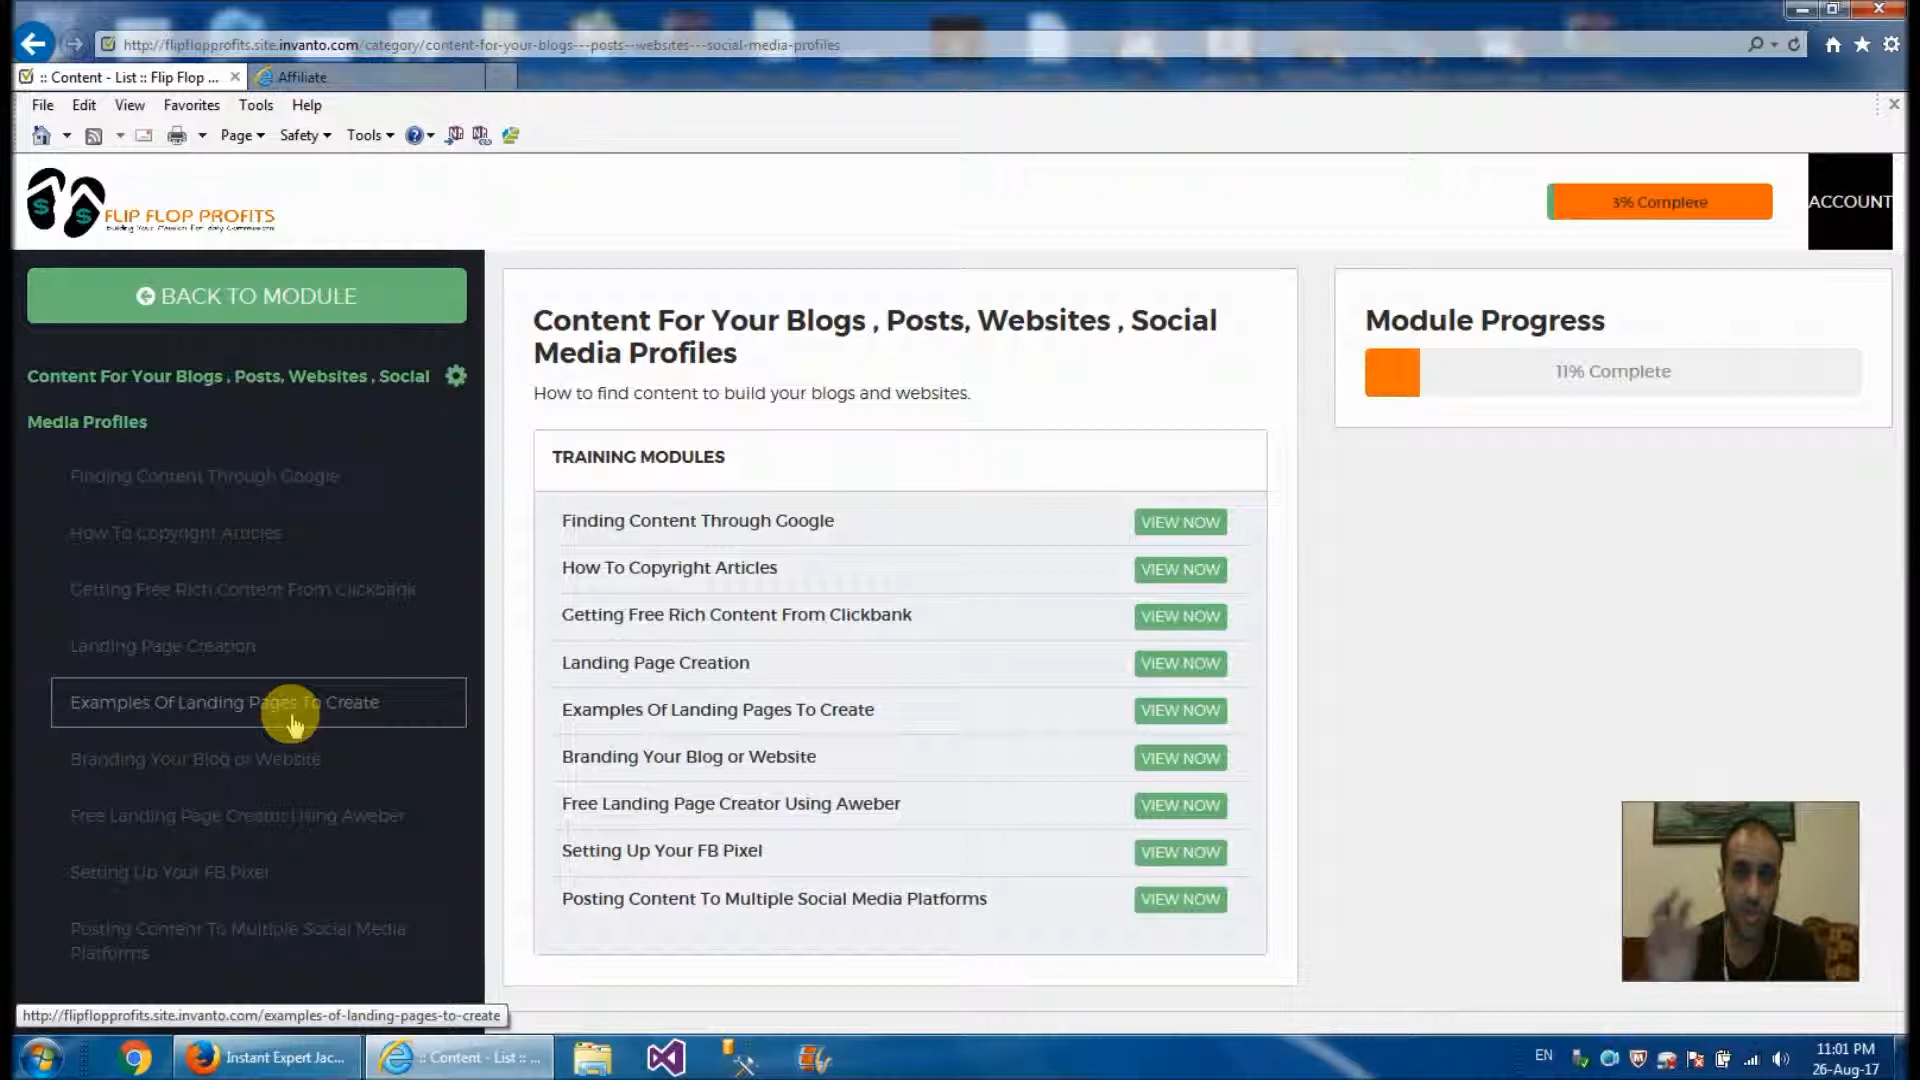 http://flipflopprofits.site.invanto.com/category/content-for-your-blogs---posts--websites---social-media-profiles
:: Content - List :: Flip Flop ...
Affiliate
File Edit View Favorites Tools Help
Page Safety Tools
FLIP FLOP PROFITS
3% Complete
ACCOUNT
BACK TO MODULE
Content For Your Blogs , Posts, Websites , Social
Media Profiles
Finding Content Through Google
How To Copyright Articles
Getting Free Rich Content From Clickbank
Landing Page Creation
Examples Of Landing Pages To Create
Branding Your Blog or Website
Free Landing Page Creator Using Aweber
Setting Up Your FB Pixel
Posting Content To Multiple Social Media
Platforms
Content For Your Blogs , Posts, Websites , Social
Media Profiles
How to find content to build your blogs and websites.
TRAINING MODULES
Finding Content Through Google VIEW NOW
How To Copyright Articles VIEW NOW
Getting Free Rich Content From Clickbank VIEW NOW
Landing Page Creation VIEW NOW
Examples Of Landing Pages To Create VIEW NOW
Branding Your Blog or Website VIEW NOW
Free Landing Page Creator Using Aweber VIEW NOW
Setting Up Your FB Pixel VIEW NOW
Posting Content To Multiple Social Media Platforms VIEW NOW
Module Progress
11% Complete
http://flipflopprofits.site.invanto.com/examples-of-landing-pages-to-create
Instant Expert Jac...
:: Content - List :: ...
EN
11:01 PM
26-Aug-17